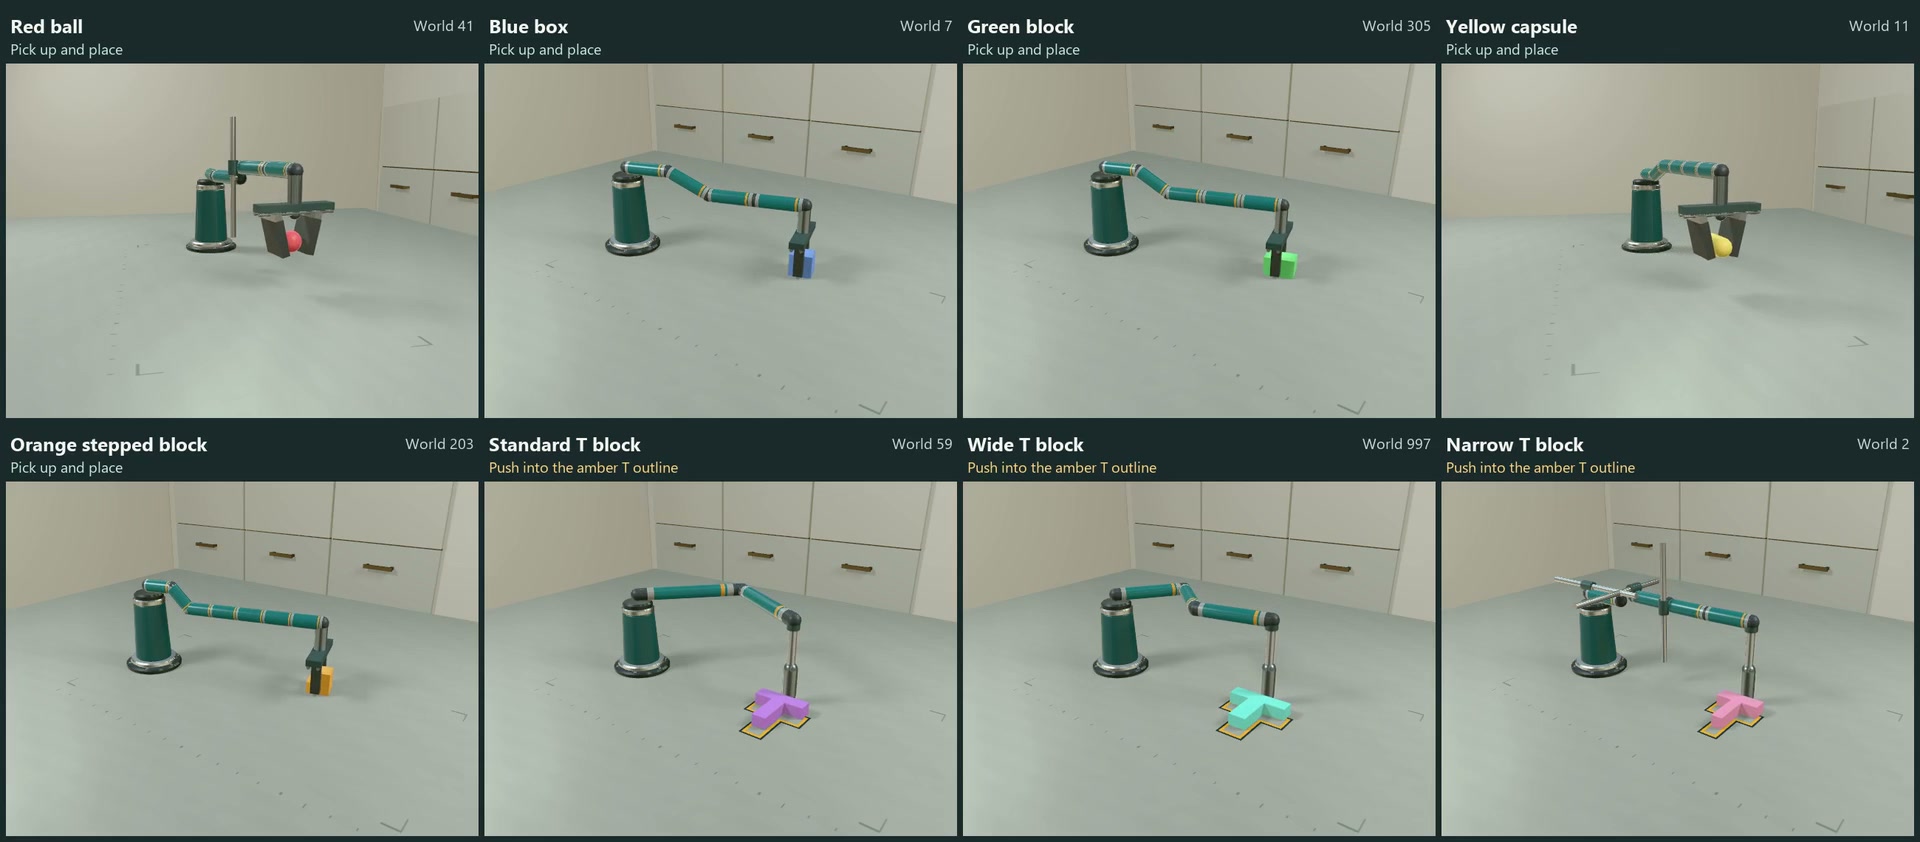 Red ball
World 41
Pick up and place
Blue box
World 7
Pick up and place
Green block
World 305
Pick up and place
Yellow capsule
World 11
Pick up and place
Orange stepped block
World 203
Pick up and place
Standard T block
World 59
Push into the amber T outline
Wide T block
World 997
Push into the amber T outline
Narrow T block
World 2
Push into the amber T outline